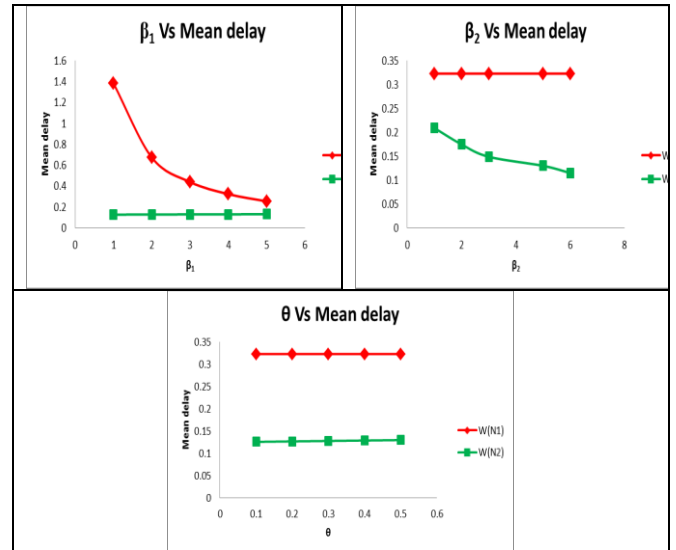 β₁ Vs Mean delay
1.6
1.4
1.2
1
0.8
0.6
0.4
0.2
0
Mean delay
0 1 2 3 4 5 6
β₁
β₂ Vs Mean delay
0.35
0.3
0.25
0.2
0.15
0.1
0.05
0
Mean delay
0 2 4 6 8
β₂
W
W
θ Vs Mean delay
0.35
0.3
0.25
0.2
0.15
0.1
0.05
0
Mean delay
0 0.1 0.2 0.3 0.4 0.5 0.6
θ
W(N1)
W(N2)